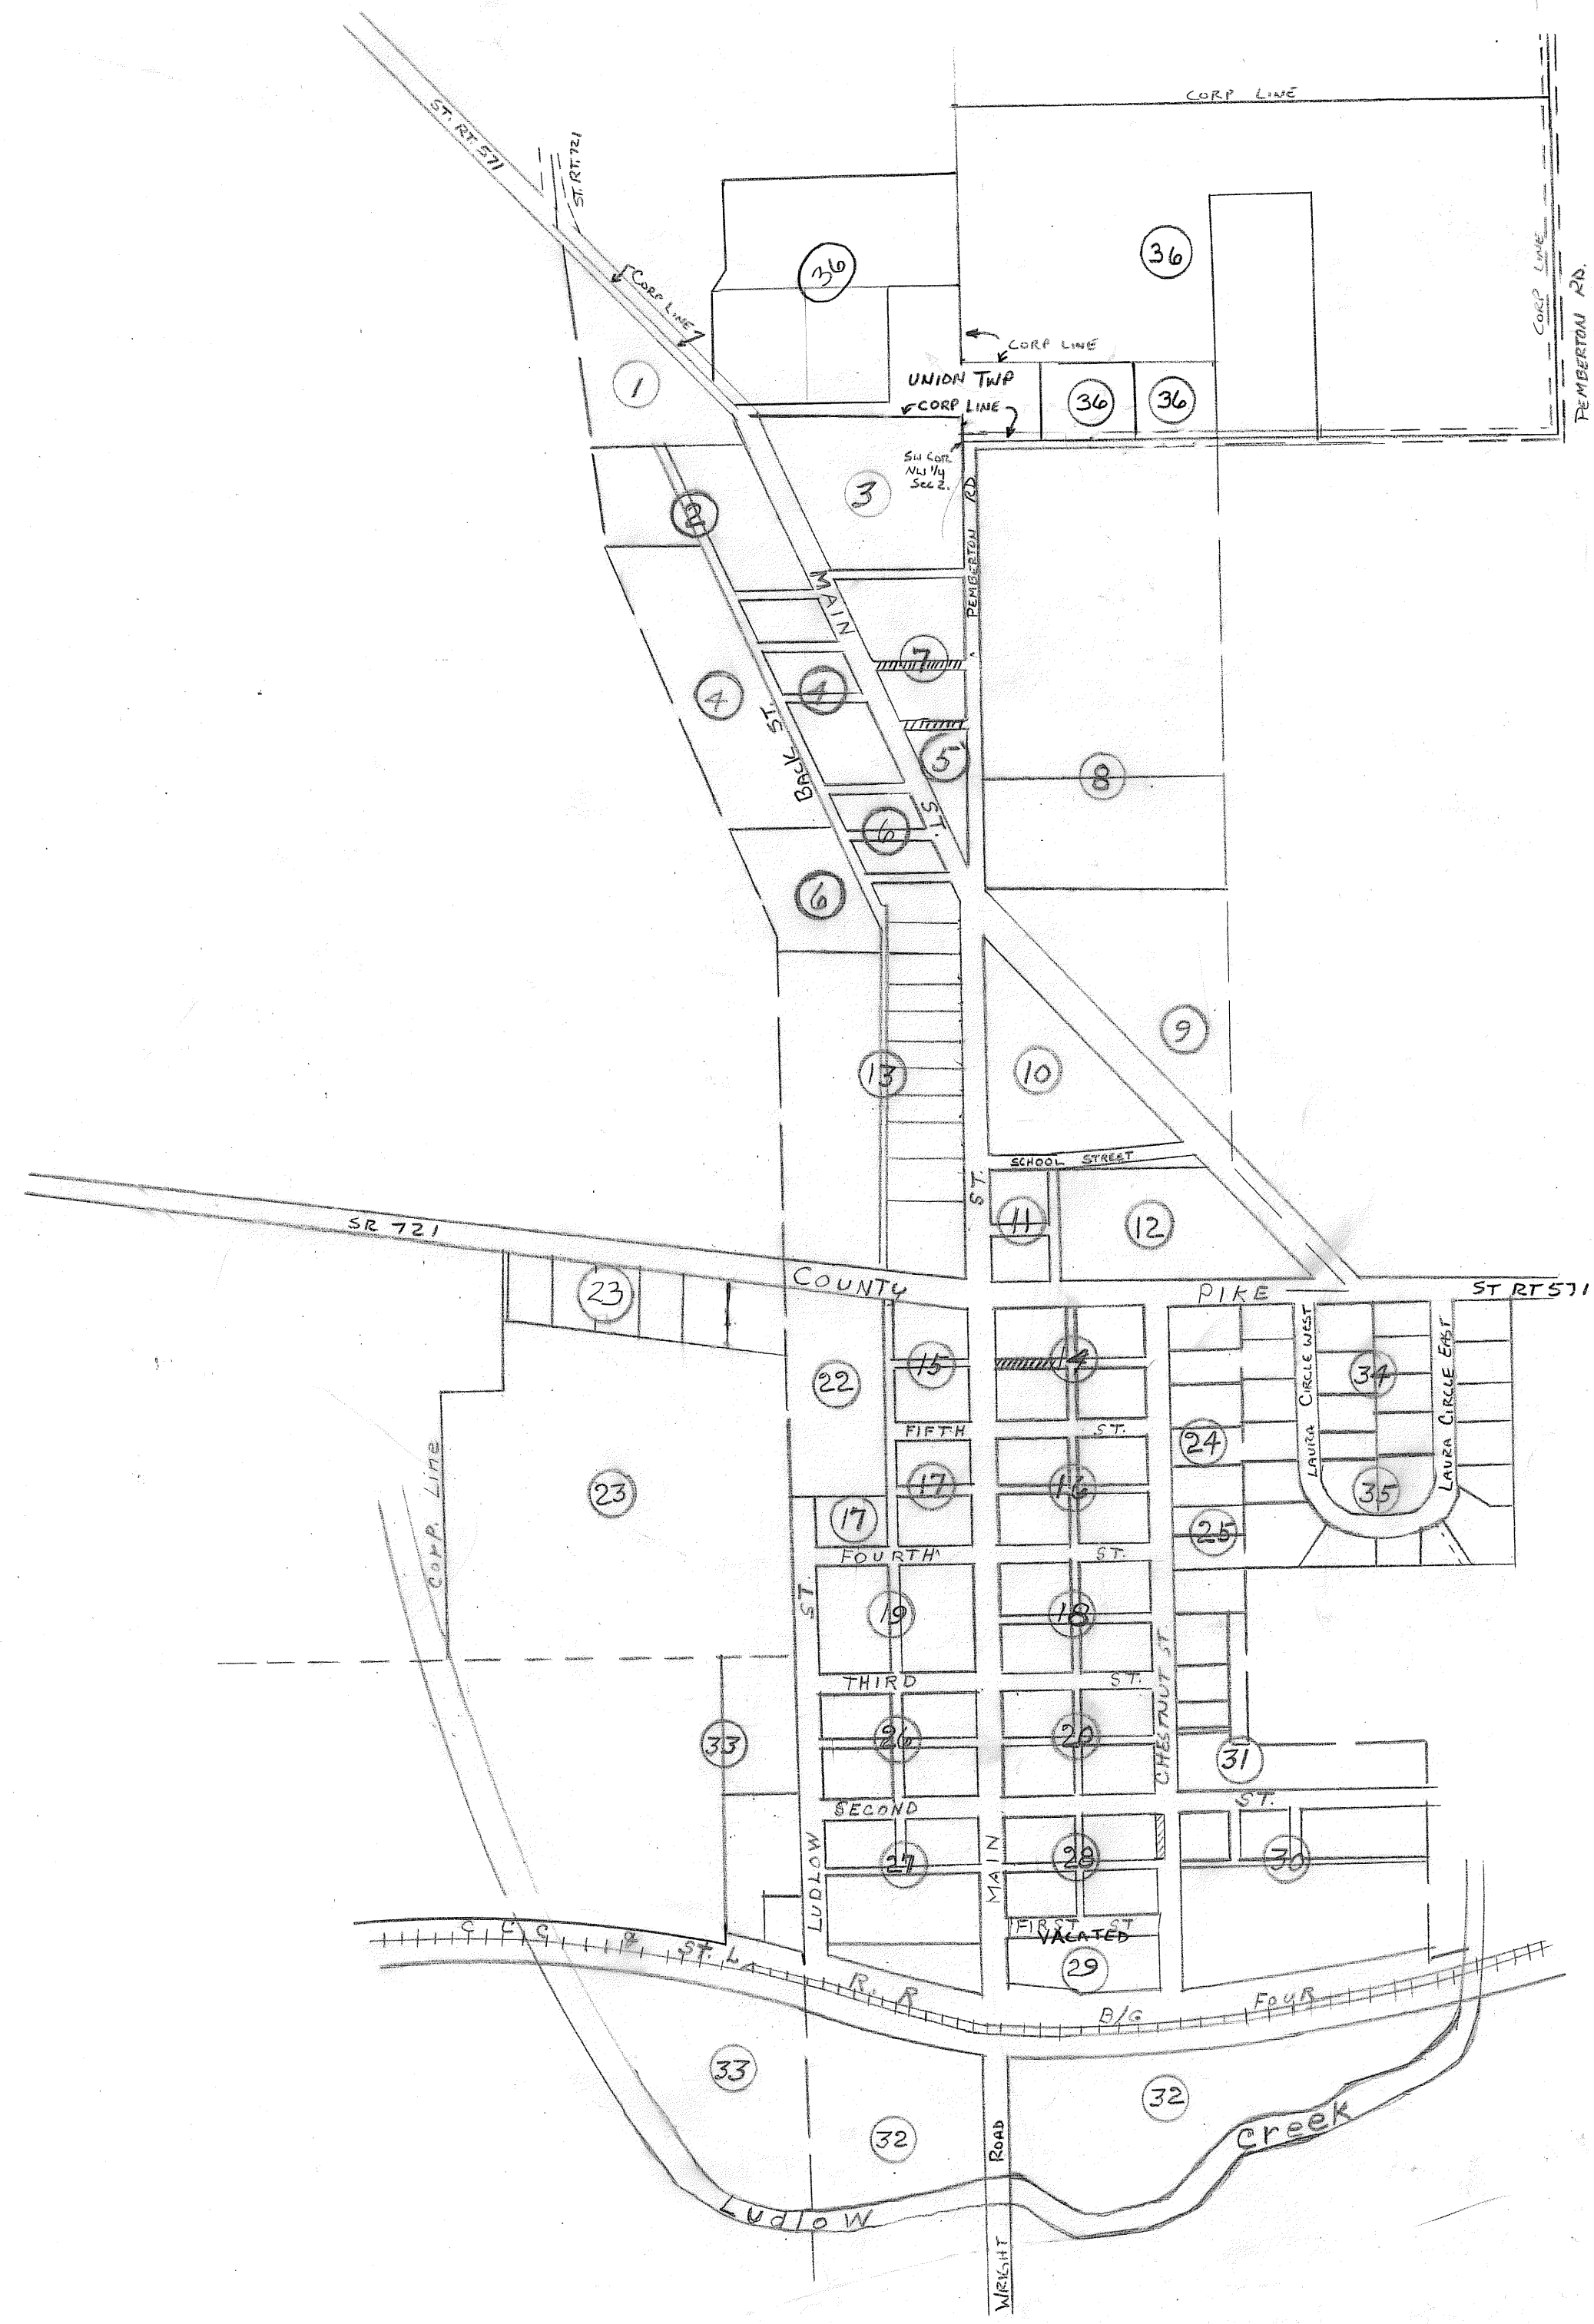 CORP LINE
ST. RT. 571
ST. RT. 721
36
36
CORP LINE
PEMBERTON RD.
CORP LINE
CORP LINE
1
UNION TWP
36
36
CORP LINE
SW COR
NW 1/4
Sec 2.
3
2
PEMBERTON RD
MAIN ST.
7
4
4
BACK ST.
5
8
6
6
9
10
13
SCHOOL STREET
ST.
11
12
SR 721
COUNTY PIKE
ST RT 571
23
15
14
22
LAURA CIRCLE WEST
34
LAURA CIRCLE EAST
FIFTH ST.
24
Corp. Line
23
17
16
35
17
25
FOURTH ST.
19
18
THIRD ST.
CHESTNUT ST.
33
26
20
31
SECOND ST.
LUDLOW ST.
MAIN
27
28
30
FIRST ST
VACATED
29
C C C & ST. L R. R BIG FOUR
33
32
32
Ludlow Creek
WRIGHT ROAD